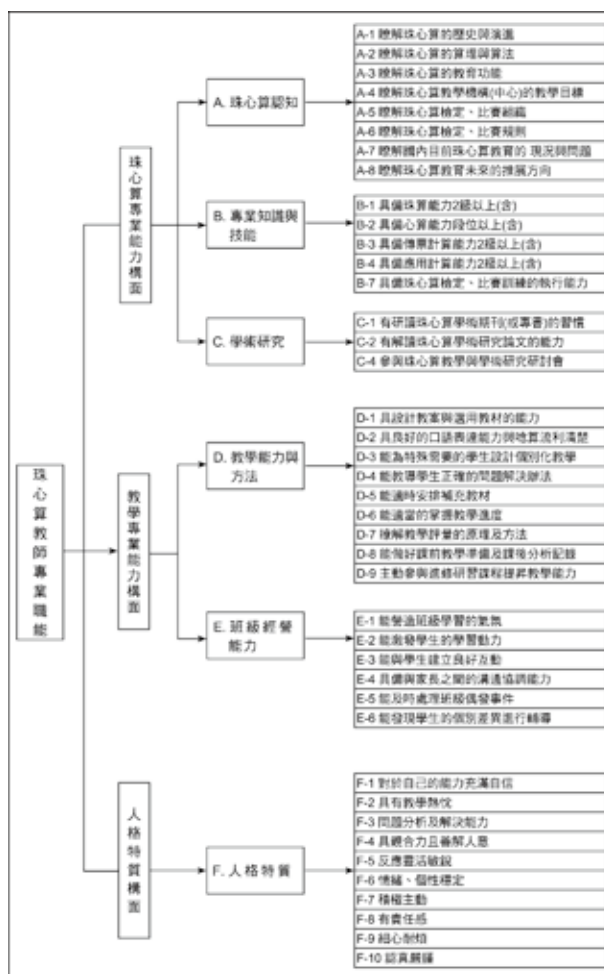 珠心算教師專業職能
珠心算專業能力構面
A. 珠心算認知
A-1 瞭解珠心算的歷史與演進
A-2 瞭解珠心算的算理與算法
A-3 瞭解珠心算的教育功能
A-4 瞭解珠心算教學機構(中心)的教學目標
A-5 瞭解珠心算檢定、比賽組織
A-6 瞭解珠心算檢定、比賽規則
A-7 瞭解國內目前珠心算教育的 現況與問題
A-8 瞭解珠心算教育未來的推展方向
B. 專業知識與
技能
B-1 具備珠算能力2級以上(含)
B-2 具備心算能力段位以上(含)
B-3 具備傳票計算能力2級以上(含)
B-4 具備應用計算能力2級以上(含)
B-7 具備珠心算檢定、比賽訓練的執行能力
C. 學術研究
C-1 有研讀珠心算學術期刊(或專書)的習慣
C-2 有解讀珠心算學術研究論文的能力
C-4 參與珠心算教學與學術研究研討會
教學專業能力構面
D. 教學能力與
方法
D-1 具設計教案與選用教材的能力
D-2 具良好的口語表達能力與唸算流利清楚
D-3 能為特殊需要的學生設計個別化教學
D-4 能教導學生正確的問題解決辦法
D-5 能適時安排補充教材
D-6 能適當的掌握教學進度
D-7 瞭解教學評量的原理及方法
D-8 能做好課前教學準備及課後分析記錄
D-9 主動參與進修研習課程提昇教學能力
E. 班級經營
能力
E-1 能營造班級學習的氣氛
E-2 能激發學生的學習動力
E-3 能與學生建立良好互動
E-4 具備與家長之間的溝通協調能力
E-5 能及時處理班級偶發事件
E-6 能發現學生的個別差異進行輔導
人格特質構面
F. 人格特質
F-1 對於自己的能力充滿自信
F-2 具有教學熱忱
F-3 問題分析及解決能力
F-4 具親合力且善解人意
F-5 反應靈活敏銳
F-6 情緒、個性穩定
F-7 積極主動
F-8 有責任感
F-9 細心耐煩
F-10 認真嚴謹